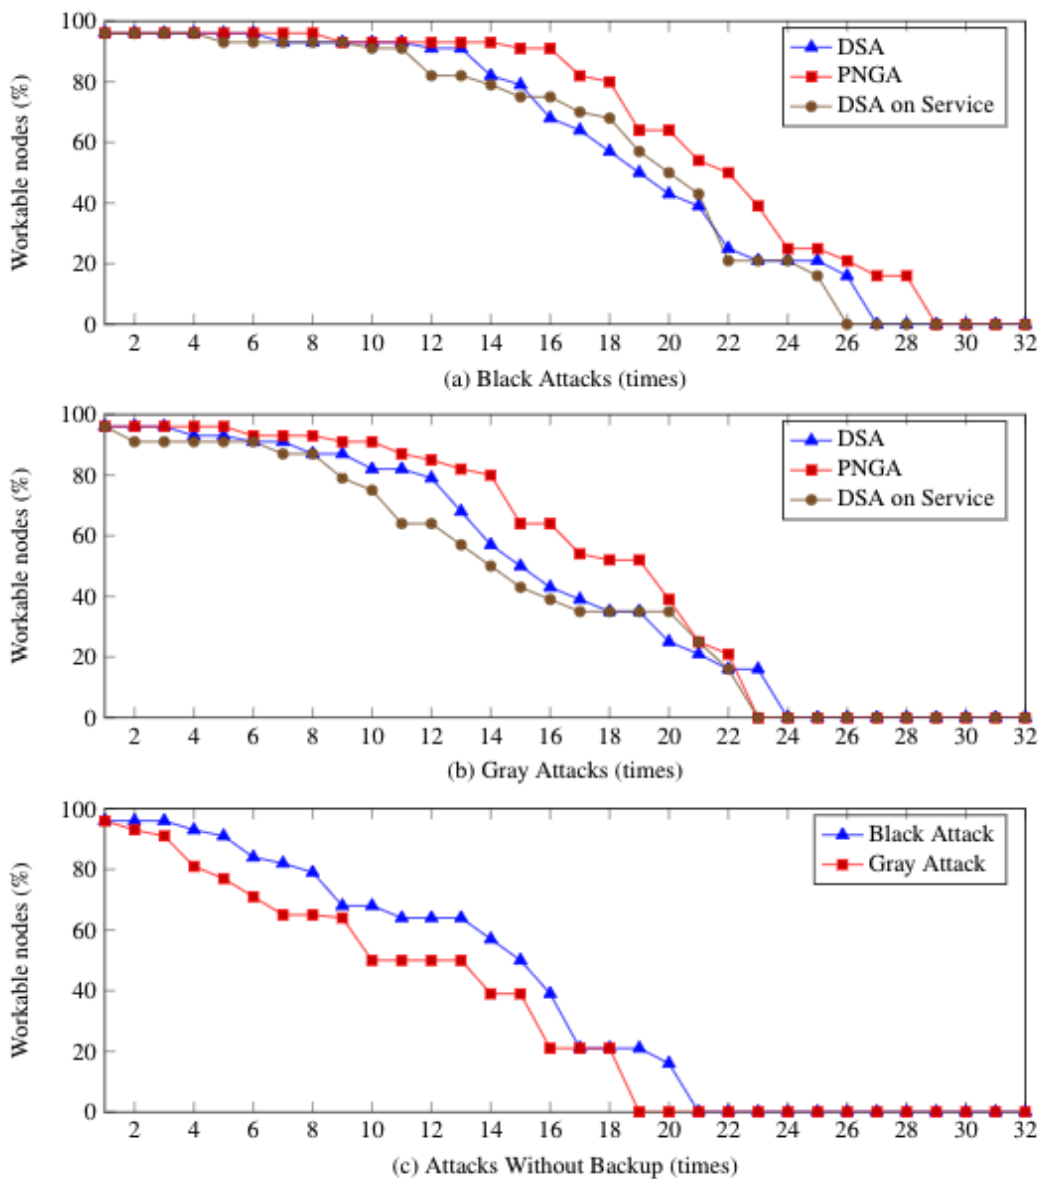 100
80
60
40
20
0
Workable nodes (%)
DSA
PNGA
DSA on Service
2 4 6 8 10 12 14 16 18 20 22 24 26 28 30 32
(a) Black Attacks (times)
100
80
60
40
20
0
Workable nodes (%)
DSA
PNGA
DSA on Service
2 4 6 8 10 12 14 16 18 20 22 24 26 28 30 32
(b) Gray Attacks (times)
100
80
60
40
20
0
Workable nodes (%)
Black Attack
Gray Attack
2 4 6 8 10 12 14 16 18 20 22 24 26 28 30 32
(c) Attacks Without Backup (times)